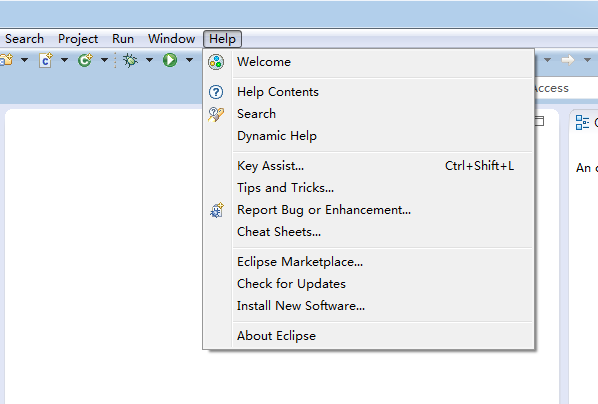 Search Project Run Window Help
Welcome
Access
Help Contents
Search
Dynamic Help
Key Assist... Ctrl+Shift+L
An
Tips and Tricks...
Report Bug or Enhancement...
Cheat Sheets...
Eclipse Marketplace...
Check for Updates
Install New Software...
About Eclipse